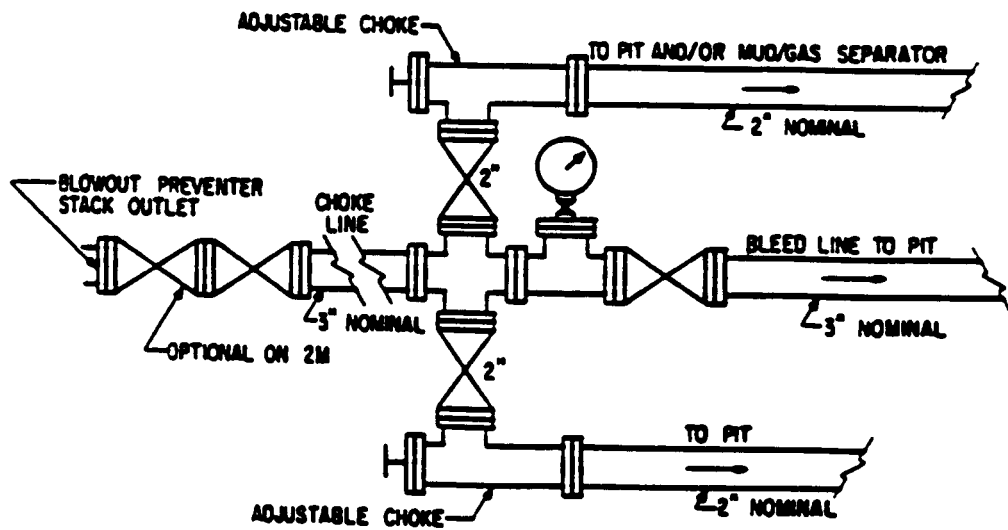 ADJUSTABLE CHOKE
TO PIT AND/OR MUD/GAS SEPARATOR
2" NOMINAL
2"
BLOWOUT PREVENTER
STACK OUTLET
CHOKE
LINE
BLEED LINE TO PIT
3" NOMINAL
3" NOMINAL
OPTIONAL ON 2M
2"
TO PIT
2" NOMINAL
ADJUSTABLE CHOKE